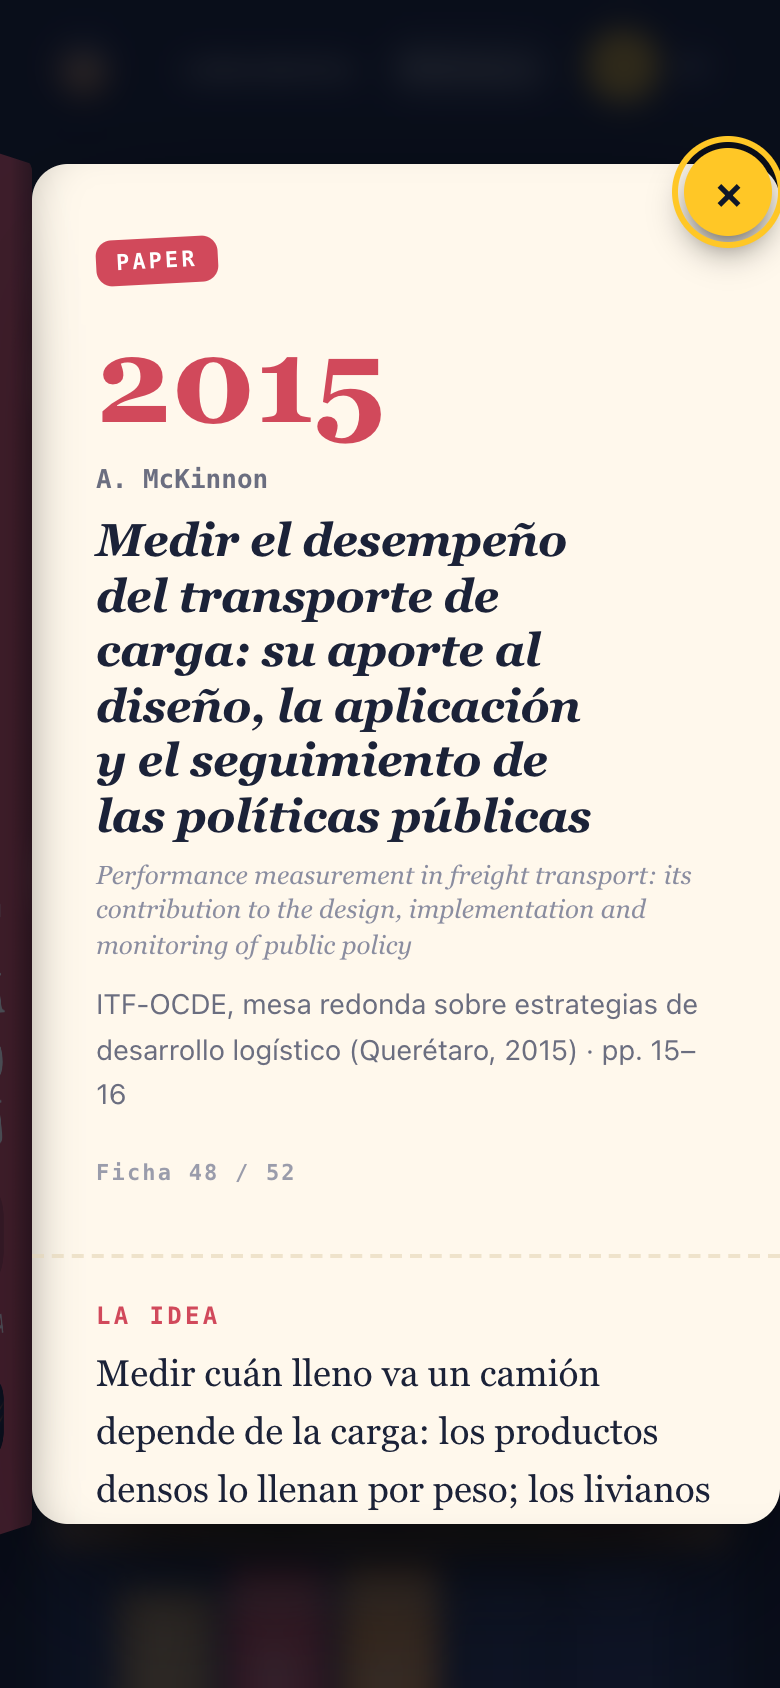 ×
PAPER
2015
A. McKinnon
Medir el desempeño
del transporte de
carga: su aporte al
diseño, la aplicación
y el seguimiento de
las políticas públicas
Performance measurement in freight transport: its
contribution to the design, implementation and
monitoring of public policy
ITF-OCDE, mesa redonda sobre estrategias de
desarrollo logístico (Querétaro, 2015) · pp. 15–
16
Ficha 48 / 52
LA IDEA
Medir cuán lleno va un camión
depende de la carga: los productos
densos lo llenan por peso; los livianos